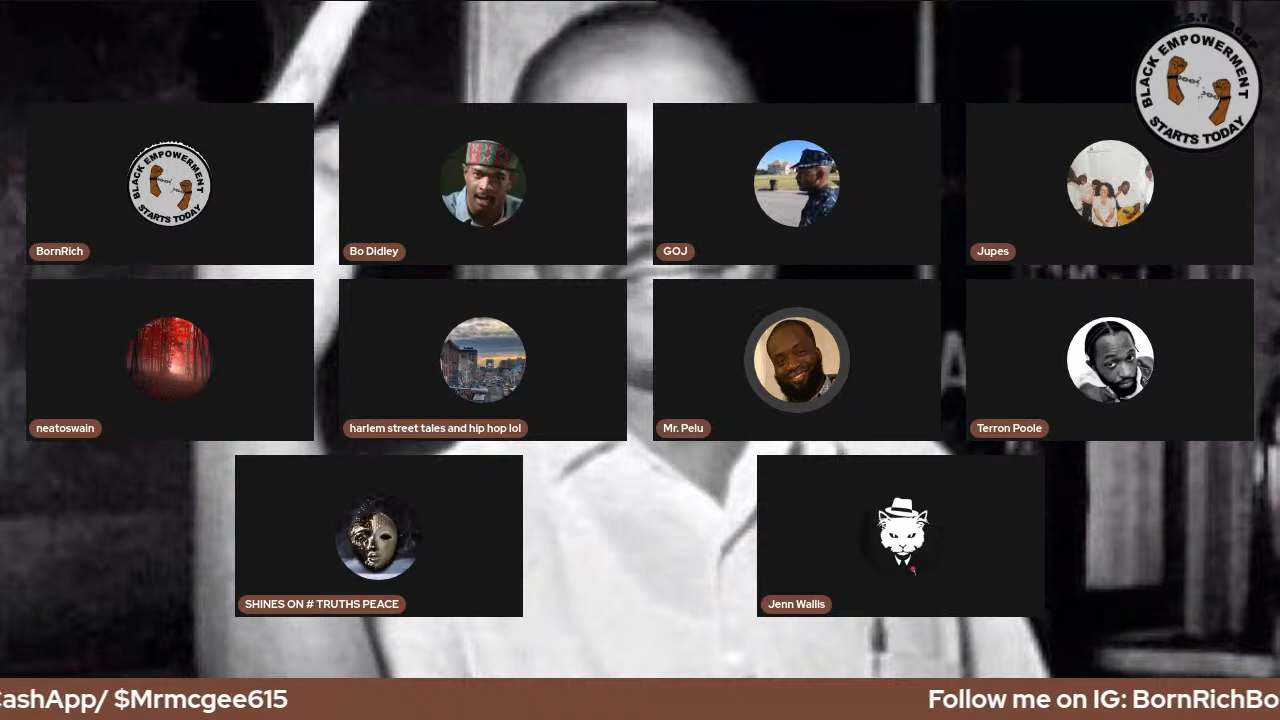 BLACK EMPOWERMENT
STARTS TODAY
BLACK EMPOWERMENT
STARTS TODAY
BornRich
Bo Didley
GOJ
Jupes
neatoswain
harlem street tales and hip hop lol
Mr. Pelu
Terron Poole
SHINES ON # TRUTHS PEACE
Jenn Wallis
CashApp/ $Mrmcgee615
Follow me on IG: BornRichBo